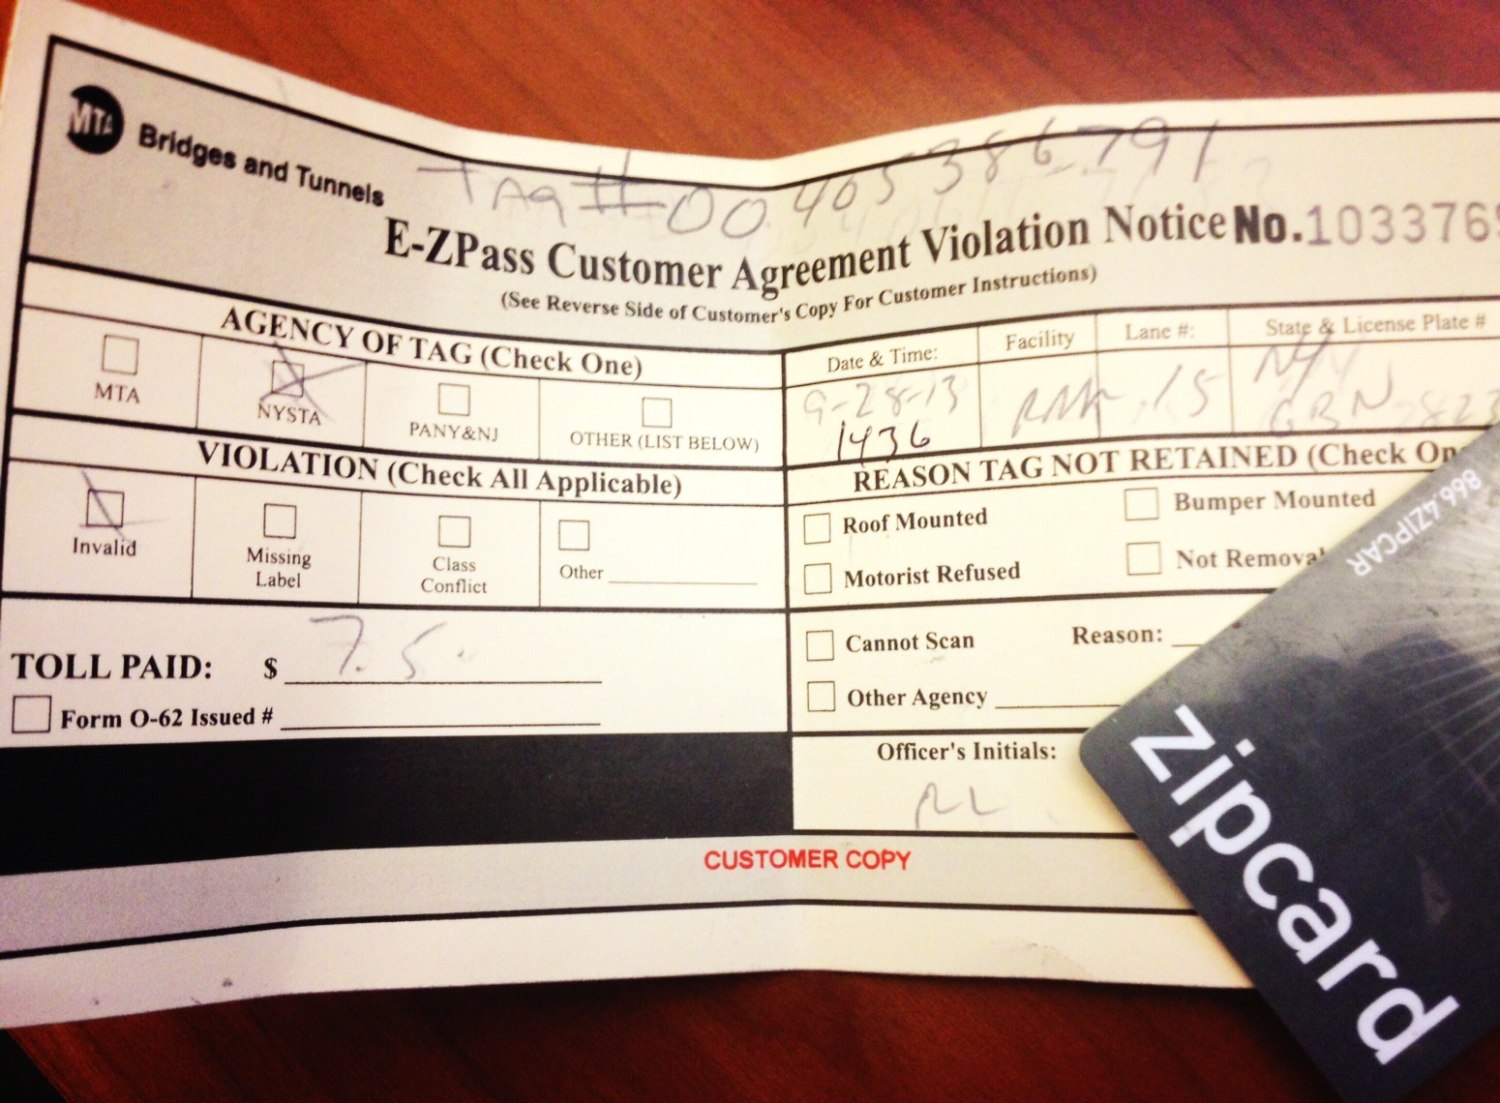 MTA
Bridges and Tunnels
Tag # 00405386791
E-ZPass Customer Agreement Violation Notice No. 103376
(See Reverse Side of Customer's Copy For Customer Instructions)
AGENCY OF TAG (Check One)
MTA
NYSTA
PANY&NJ
OTHER (LIST BELOW)
Date & Time:
Facility
Lane #:
State & License Plate #
9-28-13
1436
15
NY
VIOLATION (Check All Applicable)
Invalid
Missing
Label
Class
Conflict
Other
REASON TAG NOT RETAINED (Check On
Roof Mounted
Bumper Mounted
Motorist Refused
Not Removal
Cannot Scan
Reason:
Other Agency
TOLL PAID: $ 7.5
Form O-62 Issued #
Officer's Initials:
CUSTOMER COPY
866.4ZIPCAR
zipcard